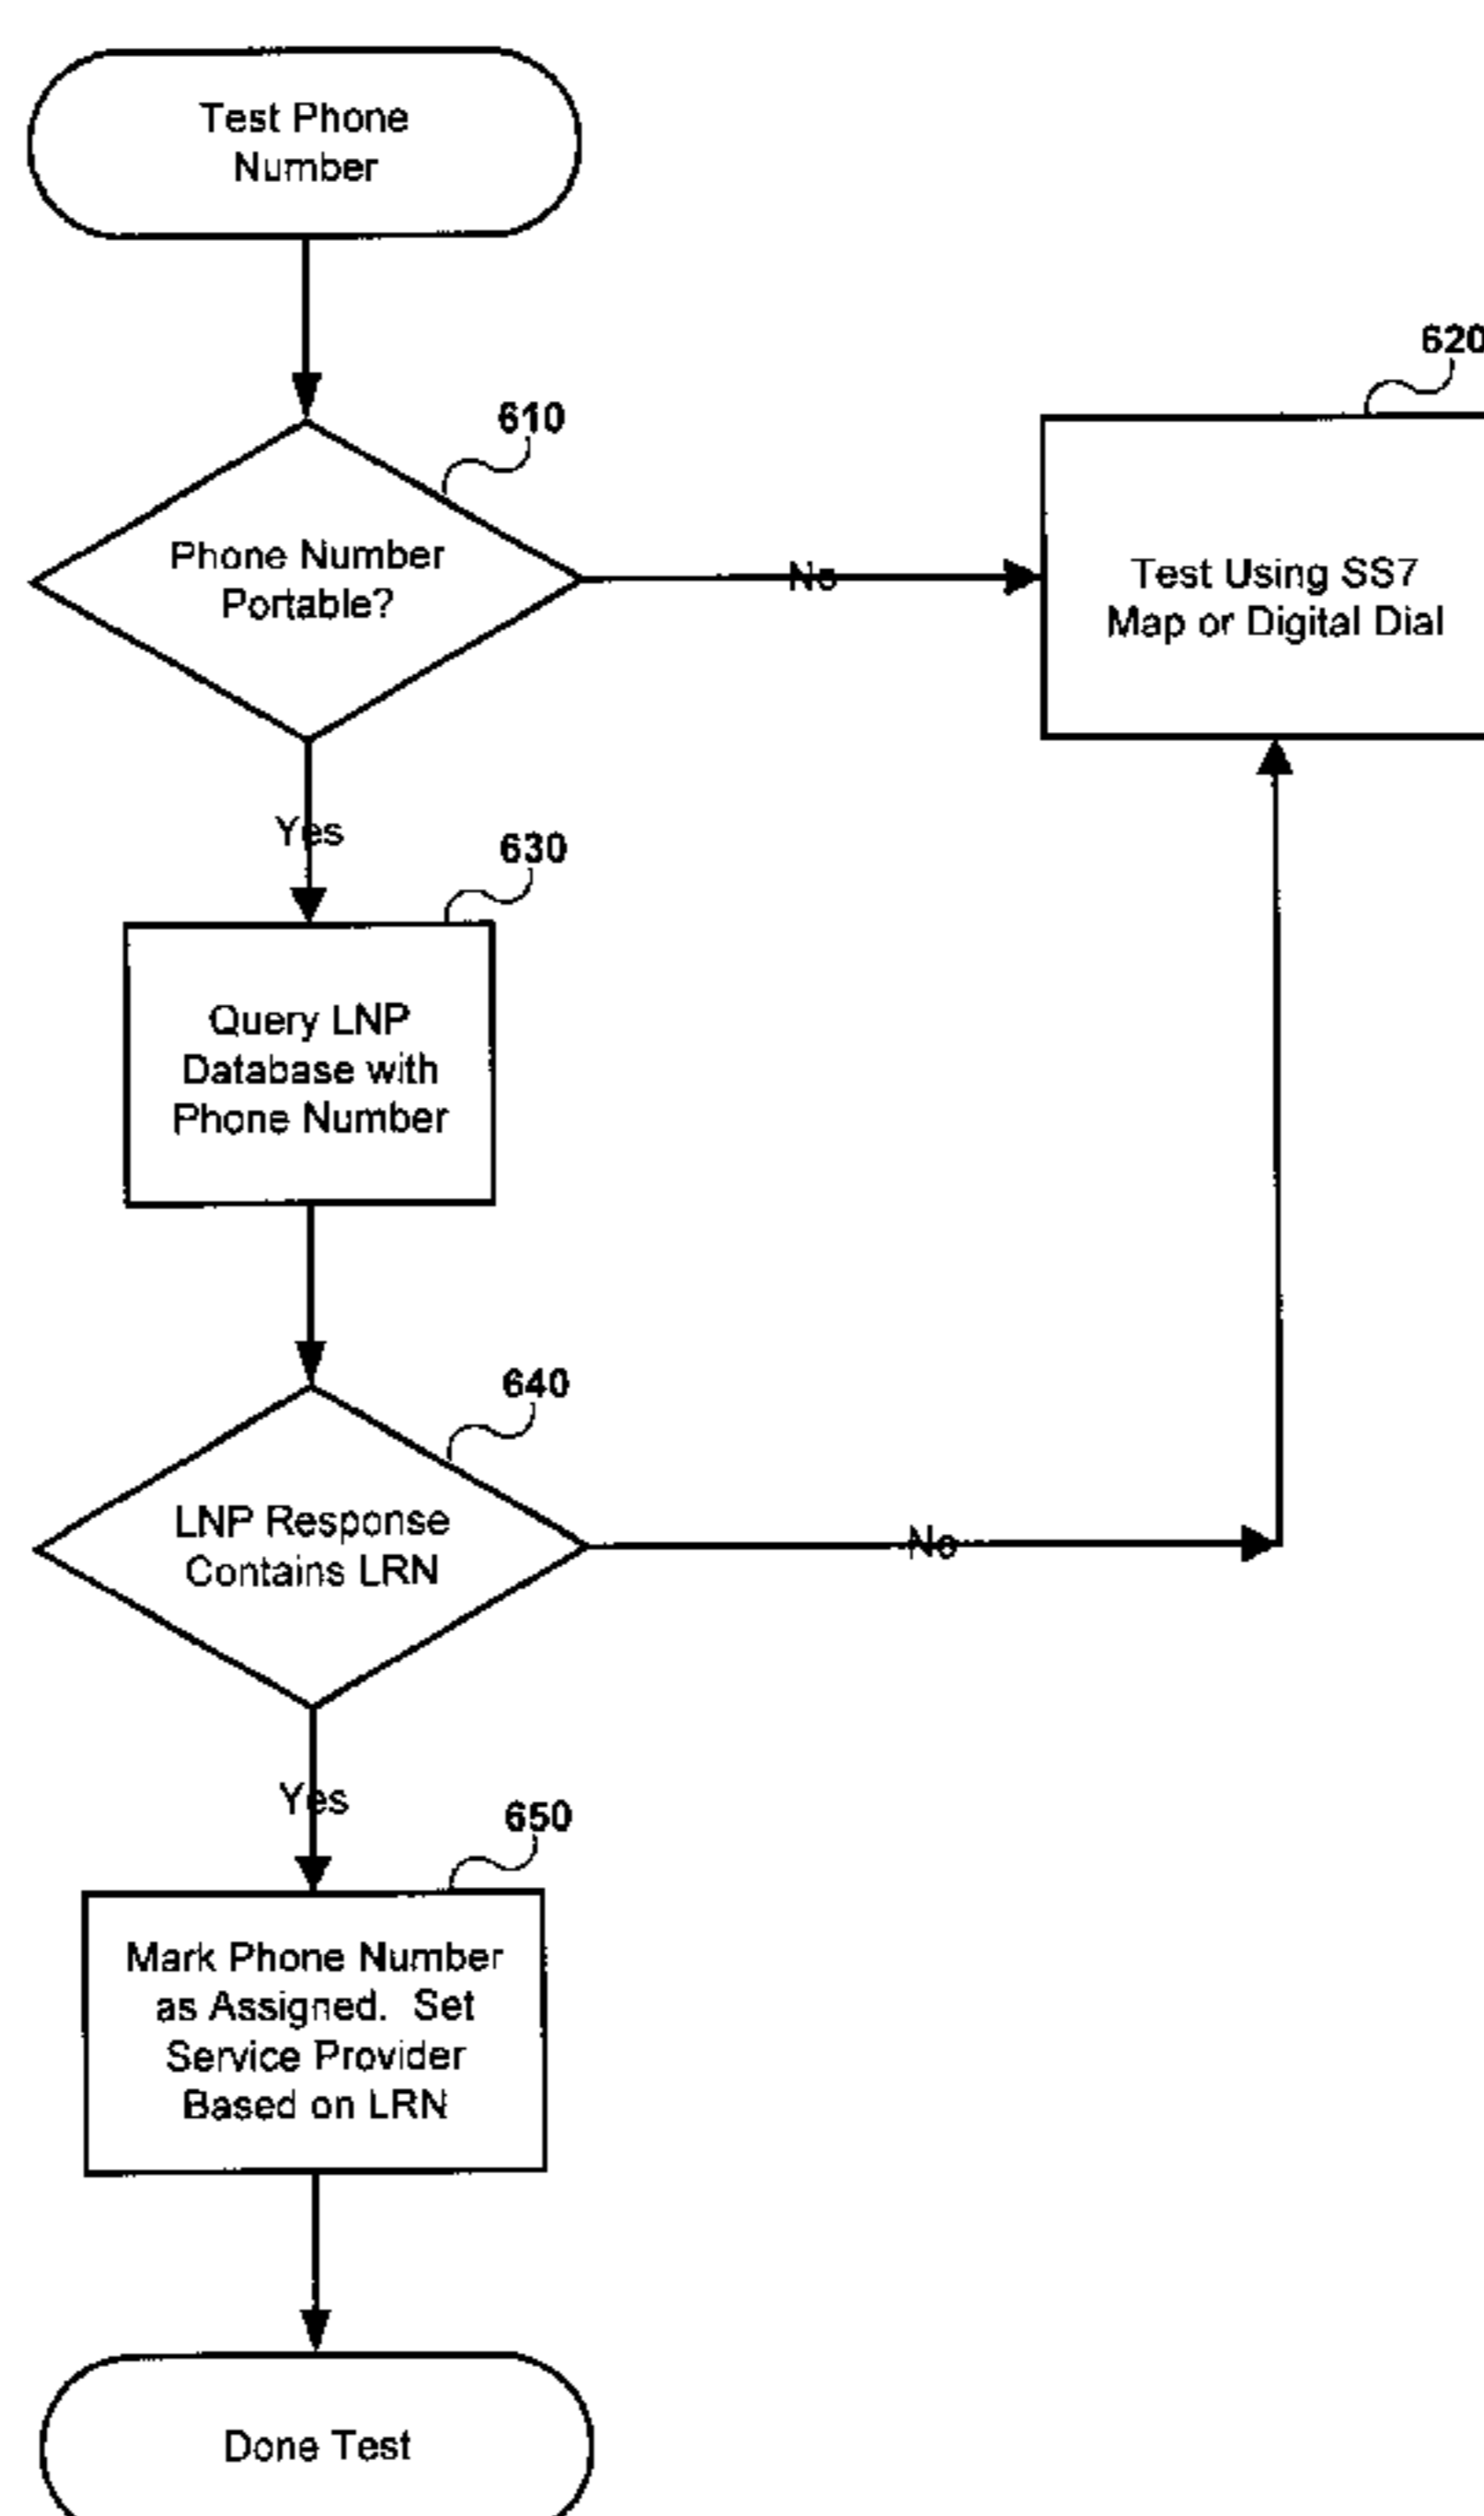 Test Phone
Number
610
Phone Number
Portable?
No
620
Test Using SS7
Map or Digital Dial
Yes
630
Query LNP
Database with
Phone Number
640
LNP Response
Contains LRN
No
Yes
650
Mark Phone Number
as Assigned.  Set
Service Provider
Based on LRN
Done Test